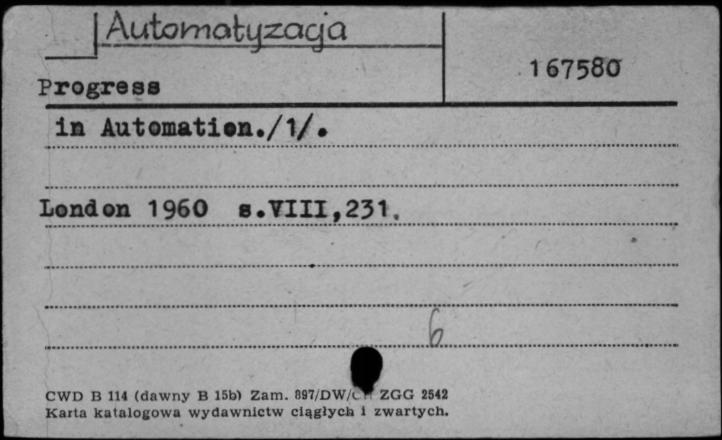 Automatyzacja
167580
Progress
in Automation./1/.
London 1960 s.VIII,231.
6
CWD B 114 (dawny B 15b) Zam. 897/DW/ ZGG 2542
Karta katalogowa wydawnictw ciągłych i zwartych.